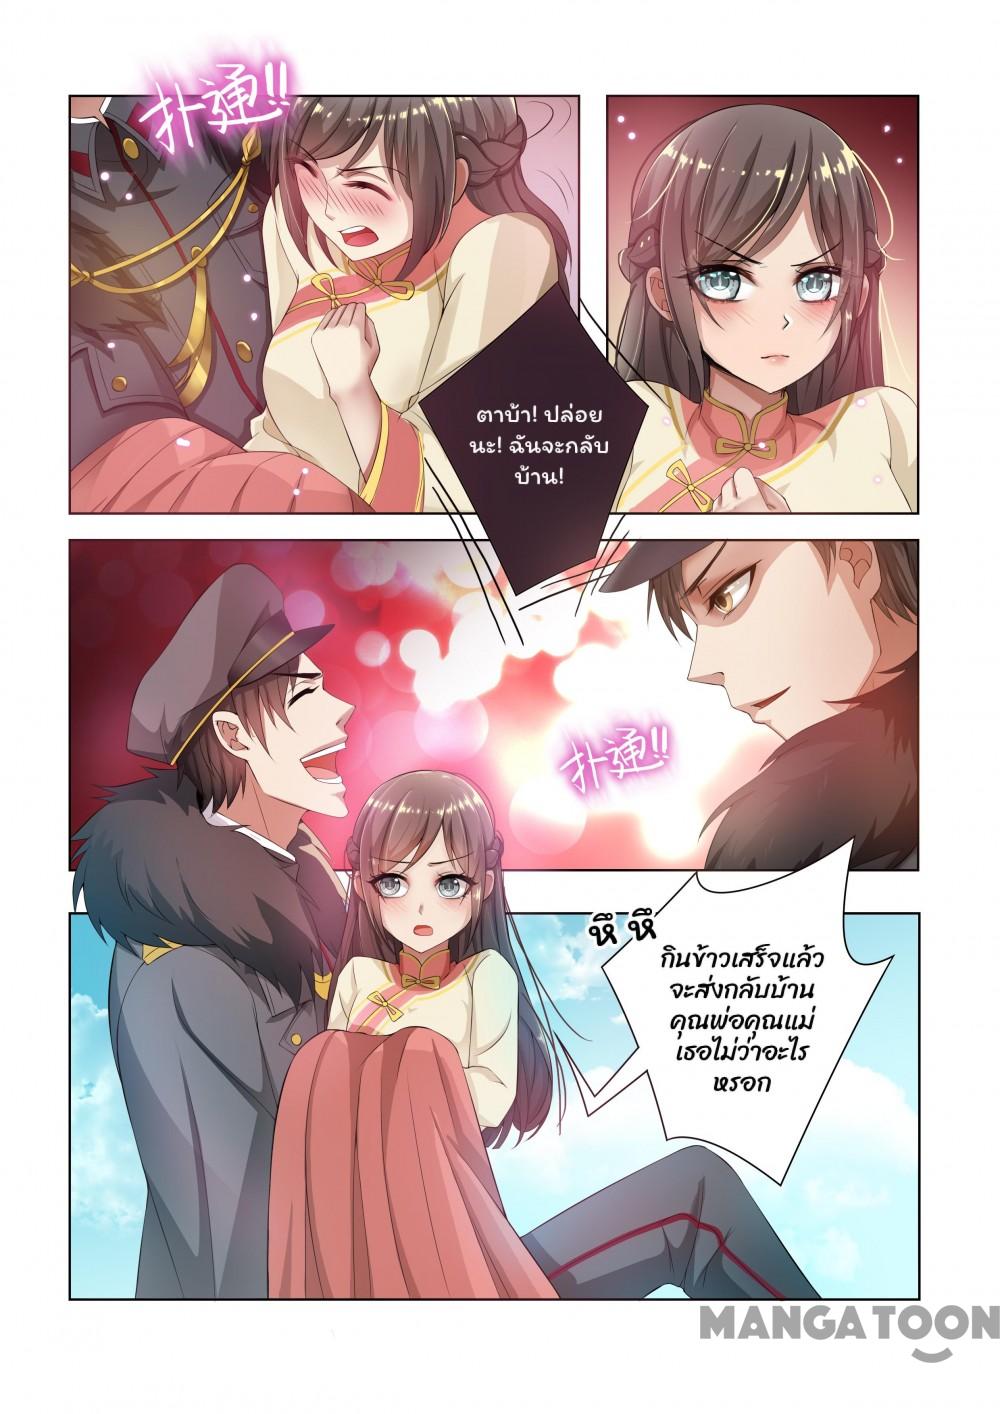 扑通!!
ตาบ้า! ปล่อย
นะ! ฉันจะกลับ
บ้าน!
扑通!!
หึ หึ
กินข้าวเสร็จแล้ว
จะส่งกลับบ้าน
คุณพ่อคุณแม่
เธอไม่ว่าอะไร
หรอก
MANGATOON